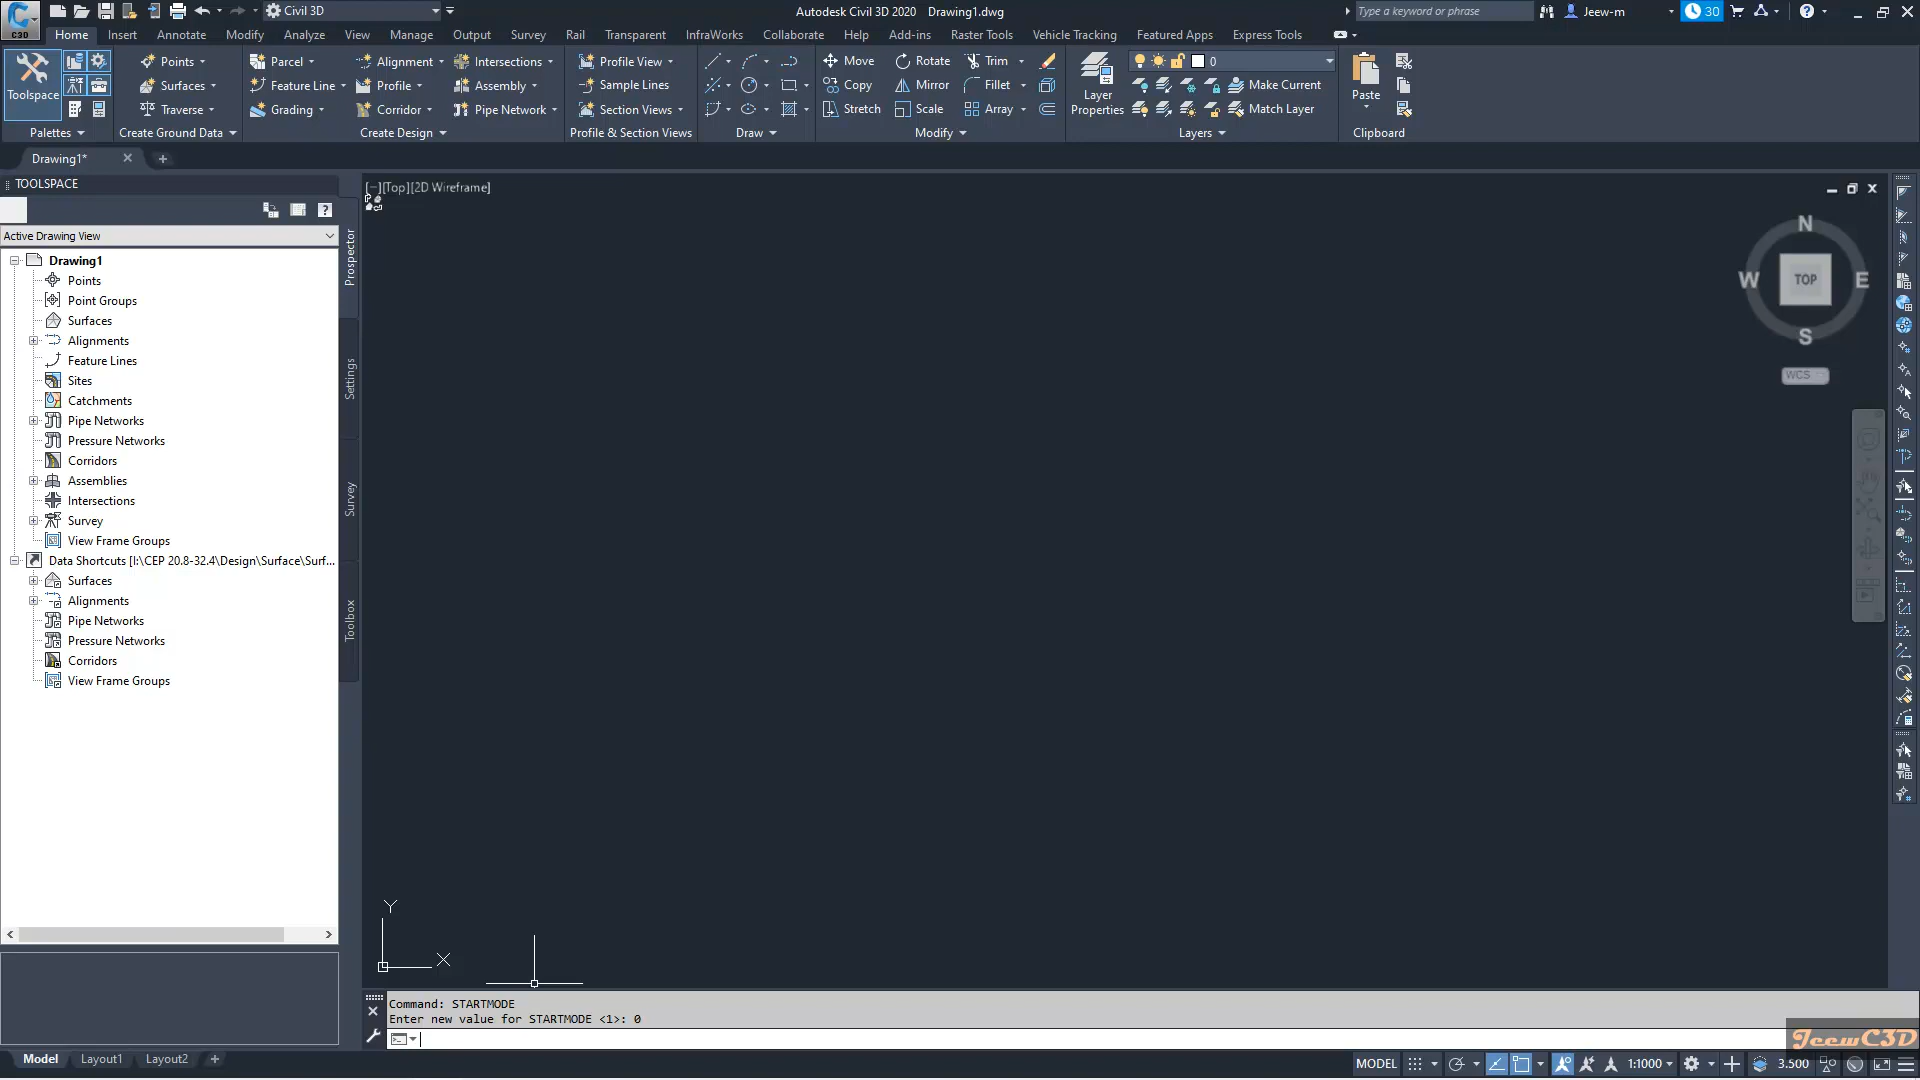 C3D
Civil 3D
Autodesk Civil 3D 2020 Drawing1.dwg
Type a keyword or phrase
Jeew-m
30
Home Insert Annotate Modify Analyze View Manage Output Survey Rail Transparent InfraWorks Collaborate Help Add-ins Raster Tools Vehicle Tracking Featured Apps Express Tools
Toolspace
Points
Surfaces
Traverse
Parcel
Feature Line
Grading
Alignment
Profile
Corridor
Intersections
Assembly
Pipe Network
Profile View
Sample Lines
Section Views
Move
Copy
Stretch
Rotate
Mirror
Scale
Trim
Fillet
Array
Layer
Properties
0
Make Current
Match Layer
Paste
Palettes
Create Ground Data
Create Design
Profile & Section Views
Draw
Modify
Layers
Clipboard
Drawing1*
TOOLSPACE
Active Drawing View
Drawing1
Points
Point Groups
Surfaces
Alignments
Feature Lines
Sites
Catchments
Pipe Networks
Pressure Networks
Corridors
Assemblies
Intersections
Survey
View Frame Groups
Data Shortcuts [I:\CEP 20.8-32.4\Design\Surface\Surf...
Surfaces
Alignments
Pipe Networks
Pressure Networks
Corridors
View Frame Groups
Prospector
Settings
Survey
Toolbox
[−][Top][2D Wireframe]
N
W
TOP
E
S
WCS
Y
X
Command: STARTMODE
Enter new value for STARTMODE <1>: 0
Model Layout1 Layout2
MODEL
1:1000
3.500
JeewC3D